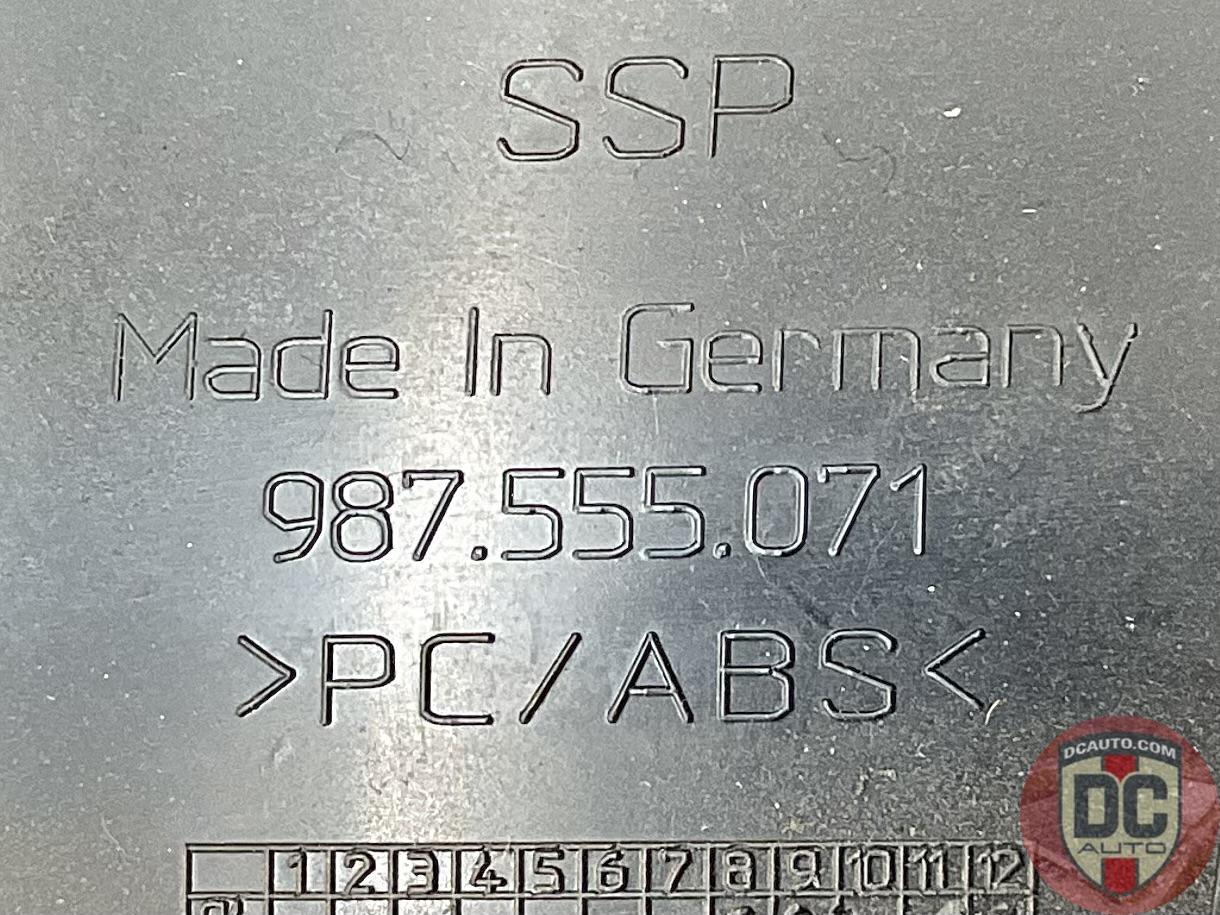 SSP
Made In Germany
987.555.071
>PC/ABS<
1 2 3 4 5 6 7 8 9 10 11 12
DCAUTO.COM
DC
AUTO